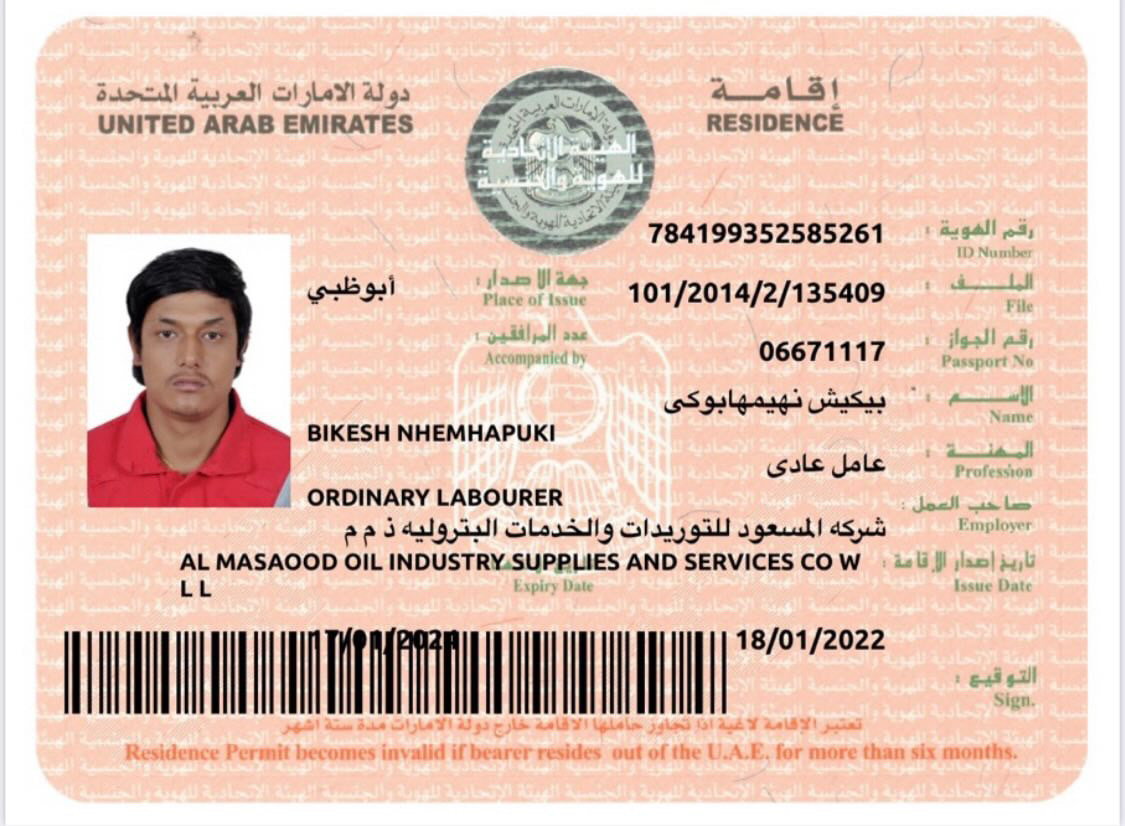 دولة الامارات العربية المتحدة
UNITED ARAB EMIRATES
إقامة
RESIDENCE
الهيئة الاتحادية
للهوية والجنسية
رقم الهوية :
784199352585261
ID Number
أبوظبي
جهة الاصدار :
Place of Issue
101/2014/2/135409
الملف :
File
عدد المرافقين :
Accompanied by
06671117
رقم الجواز :
Passport No
بيكيش نهيمهابوكى
الاسم :
Name
BIKESH NHEMHAPUKI
عامل عادى
المهنة :
Profession
ORDINARY LABOURER
صاحب العمل :
Employer
شركه المسعود للتوريدات والخدمات البتروليه ذ م م
AL MASAOOD OIL INDUSTRY SUPPLIES AND SERVICES CO W
L L
تاريخ إصدار الإقامة :
Issue Date
Expiry Date
17/01/2024
18/01/2022
التوقيع :
Sign.
تعتبر الإقامة لاغية اذا تجاوز حاملها الاقامة خارج دولة الامارات مدة ستة اشهر
Residence Permit becomes invalid if bearer resides out of the U.A.E. for more than six months.